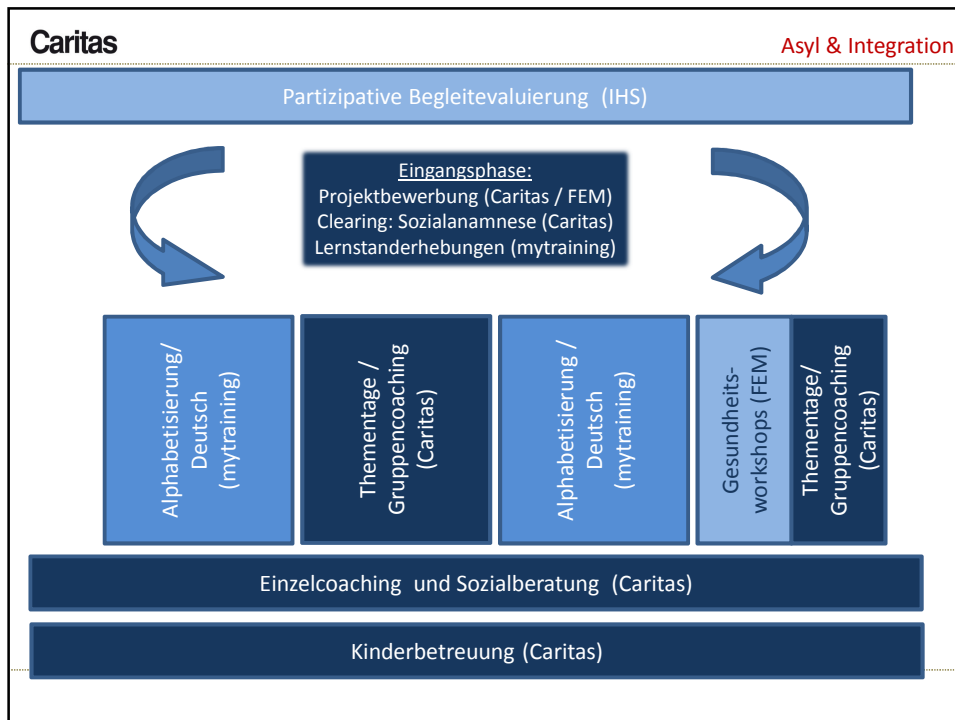 Caritas
Asyl & Integration
Partizipative Begleitevaluierung (IHS)
Eingangsphase:
Projektbewerbung (Caritas / FEM)
Clearing: Sozialanamnese (Caritas)
Lernstanderhebungen (mytraining)
Alphabetisierung/
Deutsch
(mytraining)
Thementage /
Gruppencoaching
(Caritas)
Alphabetisierung /
Deutsch
(mytraining)
Gesundheits-
workshops (FEM)
Thementage/
Gruppencoaching
(Caritas)
Einzelcoaching und Sozialberatung (Caritas)
Kinderbetreuung (Caritas)